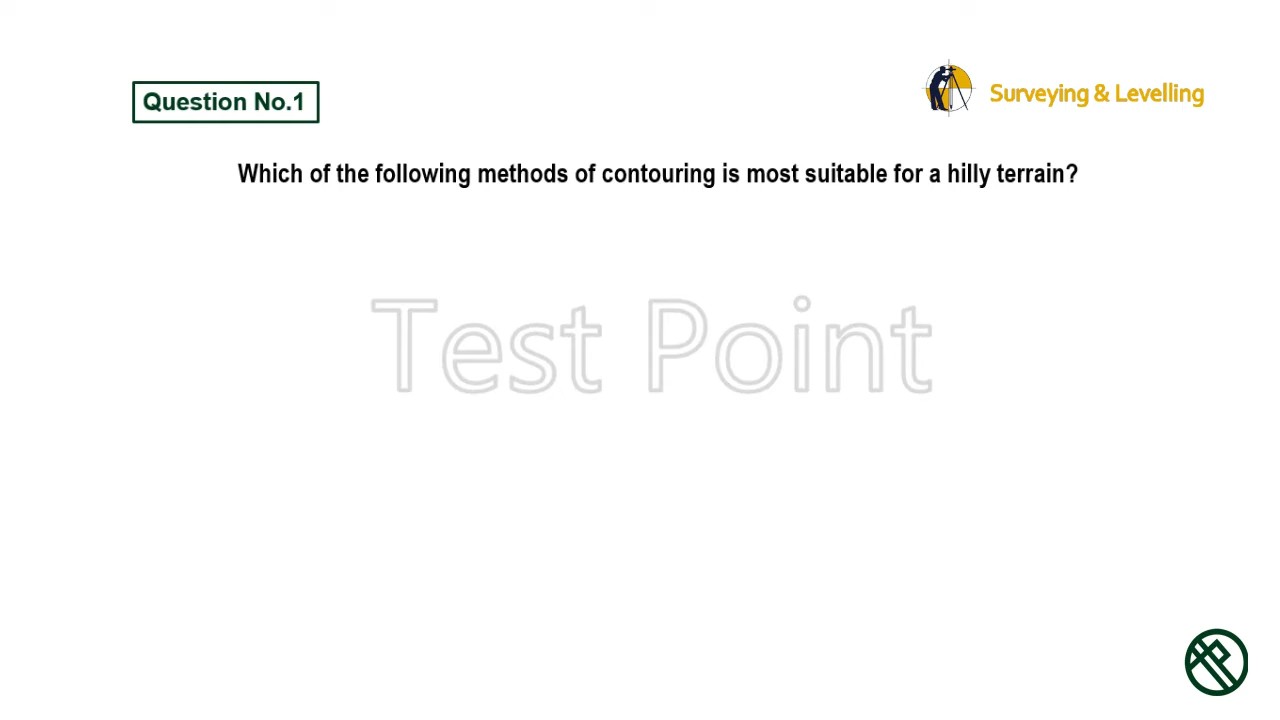 Question No.1
Surveying & Levelling
Which of the following methods of contouring is most suitable for a hilly terrain?
Test Point